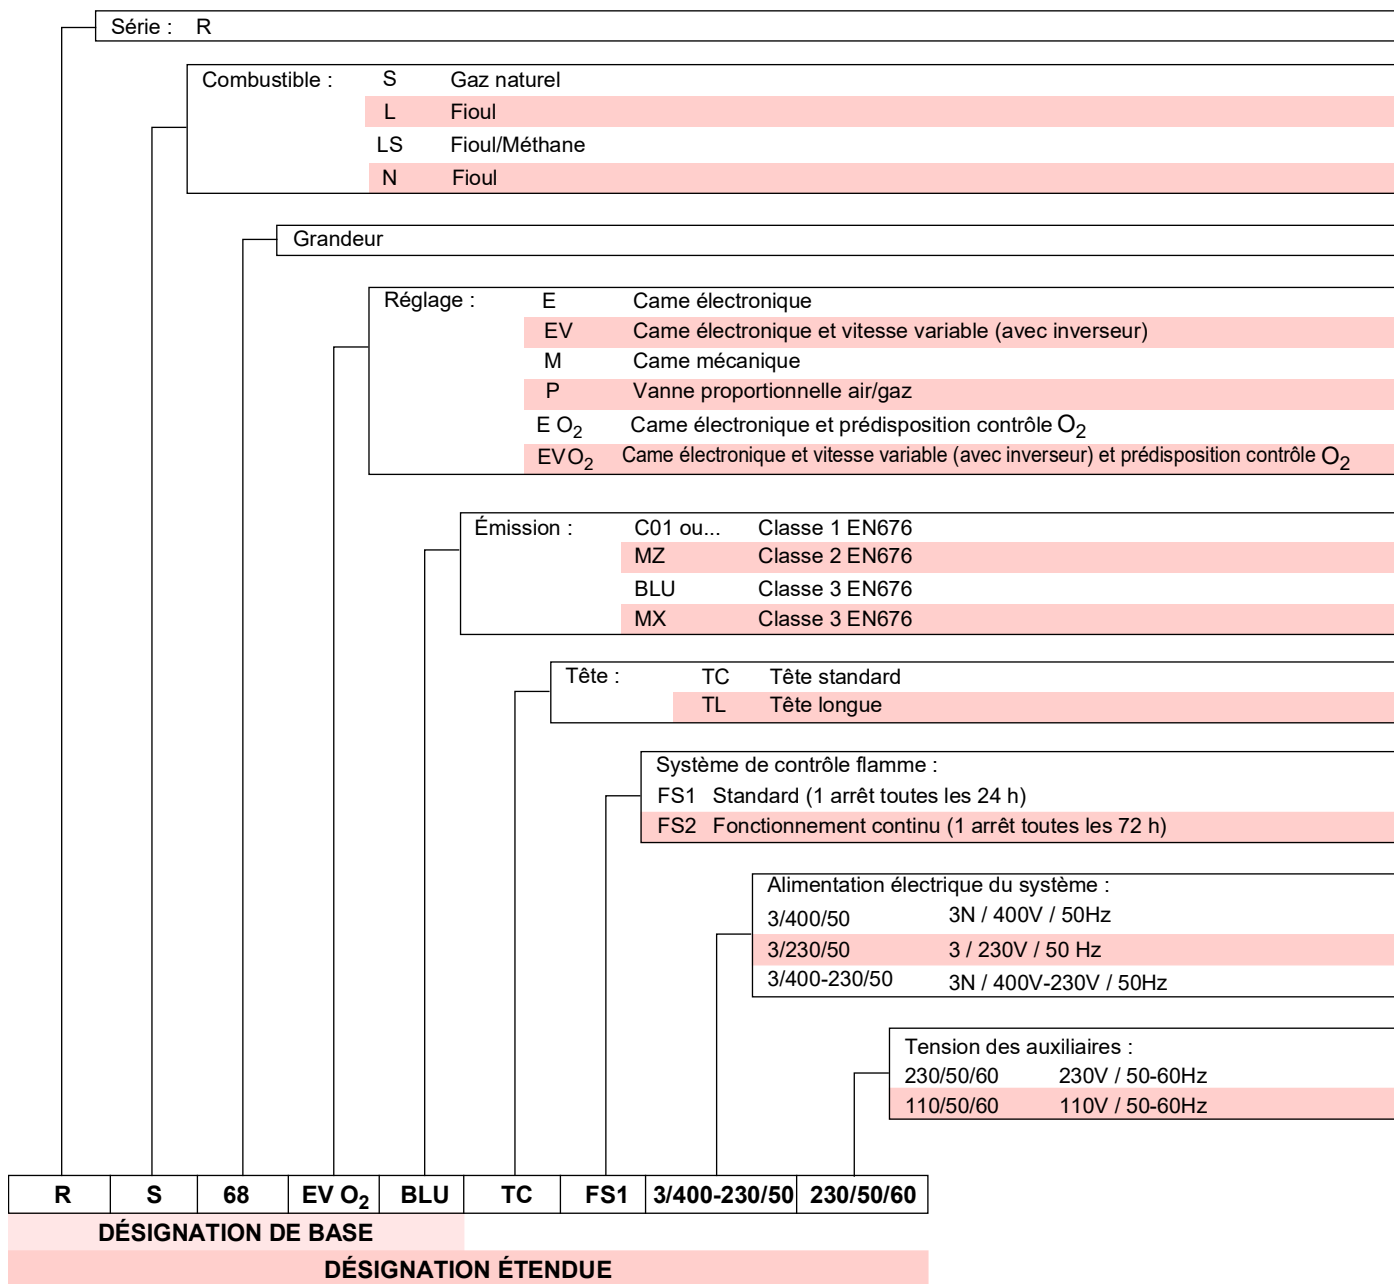 Série : R
Combustible : S Gaz naturel
L Fioul
LS Fioul/Méthane
N Fioul
Grandeur
Réglage : E Came électronique
EV Came électronique et vitesse variable (avec inverseur)
M Came mécanique
P Vanne proportionnelle air/gaz
E O2 Came électronique et prédisposition contrôle O2
EVO2 Came électronique et vitesse variable (avec inverseur) et prédisposition contrôle O2
Émission : C01 ou... Classe 1 EN676
MZ Classe 2 EN676
BLU Classe 3 EN676
MX Classe 3 EN676
Tête : TC Tête standard
TL Tête longue
Système de contrôle flamme :
FS1 Standard (1 arrêt toutes les 24 h)
FS2 Fonctionnement continu (1 arrêt toutes les 72 h)
Alimentation électrique du système :
3/400/50 3N / 400V / 50Hz
3/230/50 3 / 230V / 50 Hz
3/400-230/50 3N / 400V-230V / 50Hz
Tension des auxiliaires :
230/50/60 230V / 50-60Hz
110/50/60 110V / 50-60Hz
R S 68 EV O2 BLU TC FS1 3/400-230/50 230/50/60
DÉSIGNATION DE BASE
DÉSIGNATION ÉTENDUE